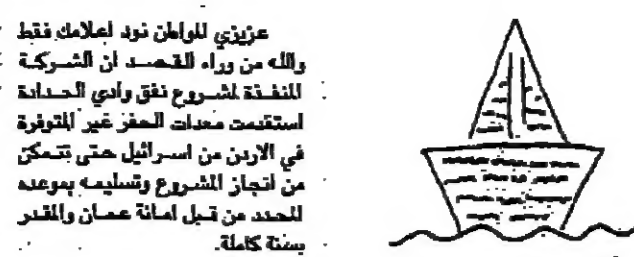 عزيزي المواطن نود اعلامك فقط
والله من وراء القصد ان الشركة
المنفذة لمشروع نفق وادي الحدادة
استقدمت معدات الحفر غير المتوفرة
في الاردن من اسرائيل حتى تتمكن
من انجاز المشروع وتسليمه بموعده
المحدد من قبل امانة عمان والمقدر
بسنة كاملة.